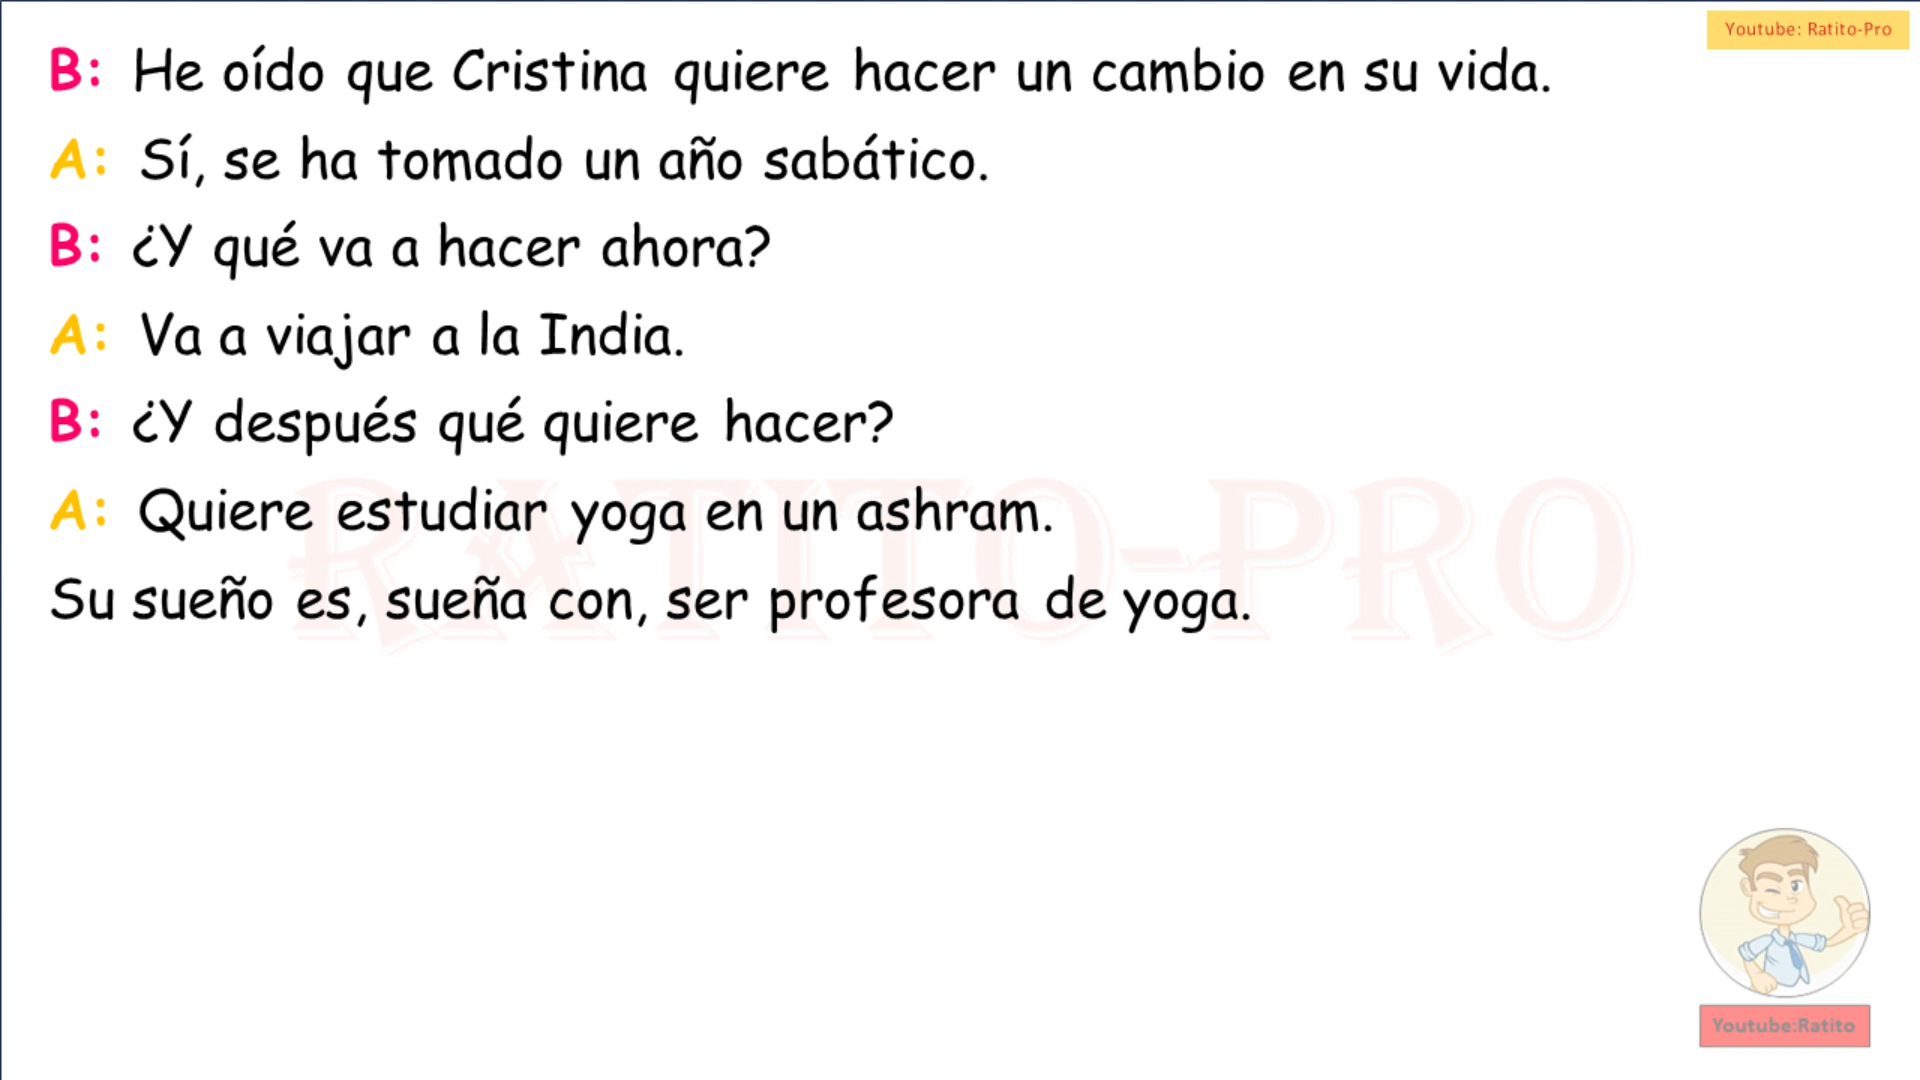 Youtube: Ratito-Pro
B: He oído que Cristina quiere hacer un cambio en su vida.
A: Sí, se ha tomado un año sabático.
B: ¿Y qué va a hacer ahora?
A: Va a viajar a la India.
B: ¿Y después qué quiere hacer?
A: Quiere estudiar yoga en un ashram.
Su sueño es, sueña con, ser profesora de yoga.
RATITO-PRO
Youtube:Ratito